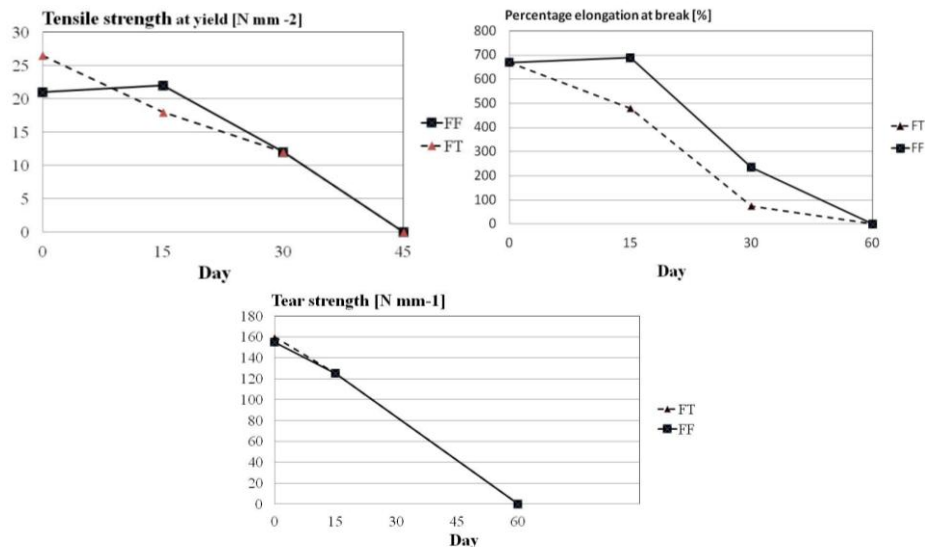 Tensile strength at yield [N mm -2]
30
25
20
15
10
5
0
0 15 30 45
Day
FF
FT
Percentage elongation at break [%]
800
700
600
500
400
300
200
100
0
0 15 30 60
Day
FT
FF
Tear strength [N mm-1]
180
160
140
120
100
80
60
40
20
0
0 15 30 45 60
Day
FT
FF